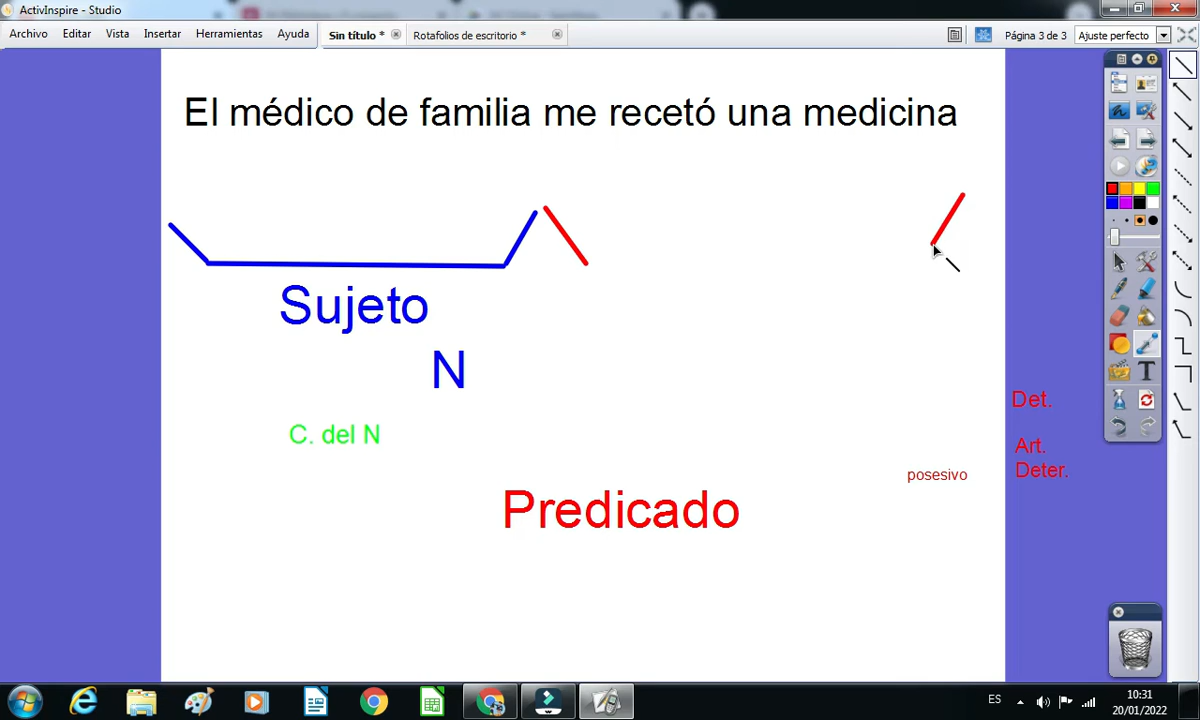 ActivInspire - Studio
Archivo Editar Vista Insertar Herramientas Ayuda Sin título * Rotafolios de escritorio * Página 3 de 3 Ajuste perfecto
El médico de familia me recetó una medicina
Sujeto
N
Det.
C. del N
Art.
Deter.
posesivo
Predicado
T
ES 10:31
20/01/2022